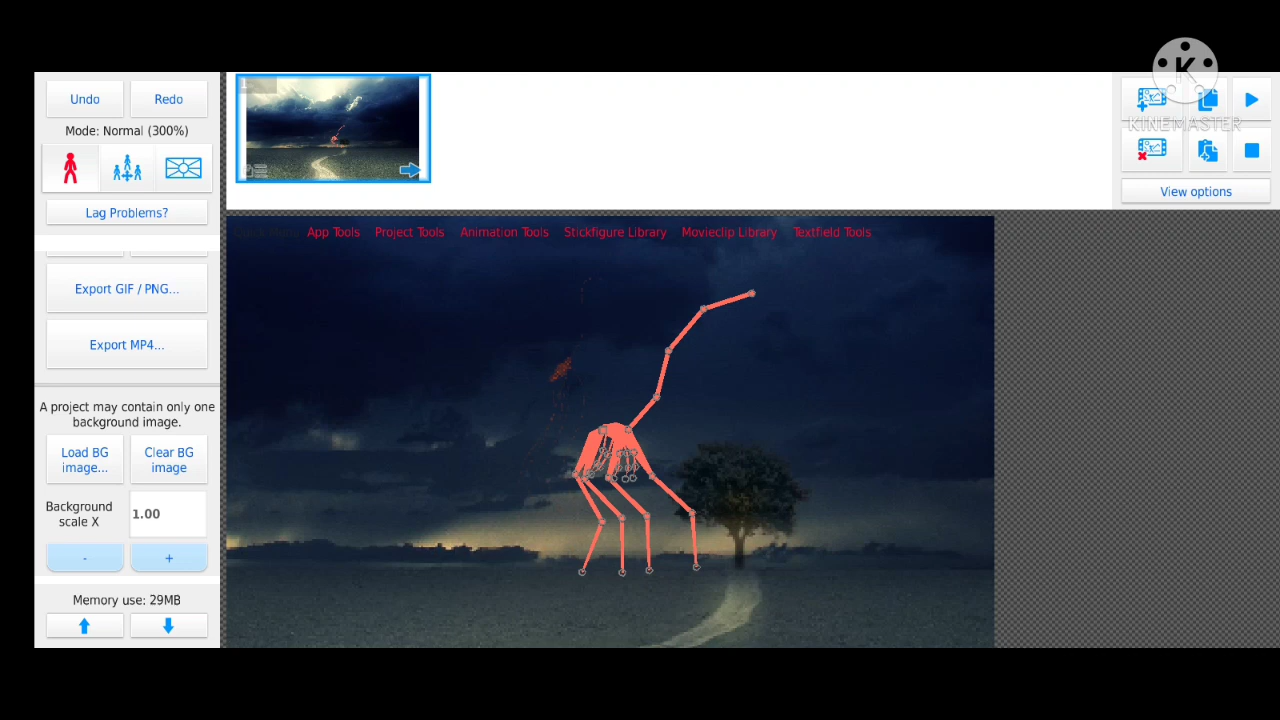 Undo
Redo
Mode: Normal (300%)
Lag Problems?
Export GIF / PNG...
Export MP4...
A project may contain only one
background image.
Load BG
image...
Clear BG
image
Background
scale X
1.00
-
+
Memory use: 29MB
1
App Tools
Project Tools
Animation Tools
Stickfigure Library
Movieclip Library
Textfield Tools
K
KINEMASTER
View options